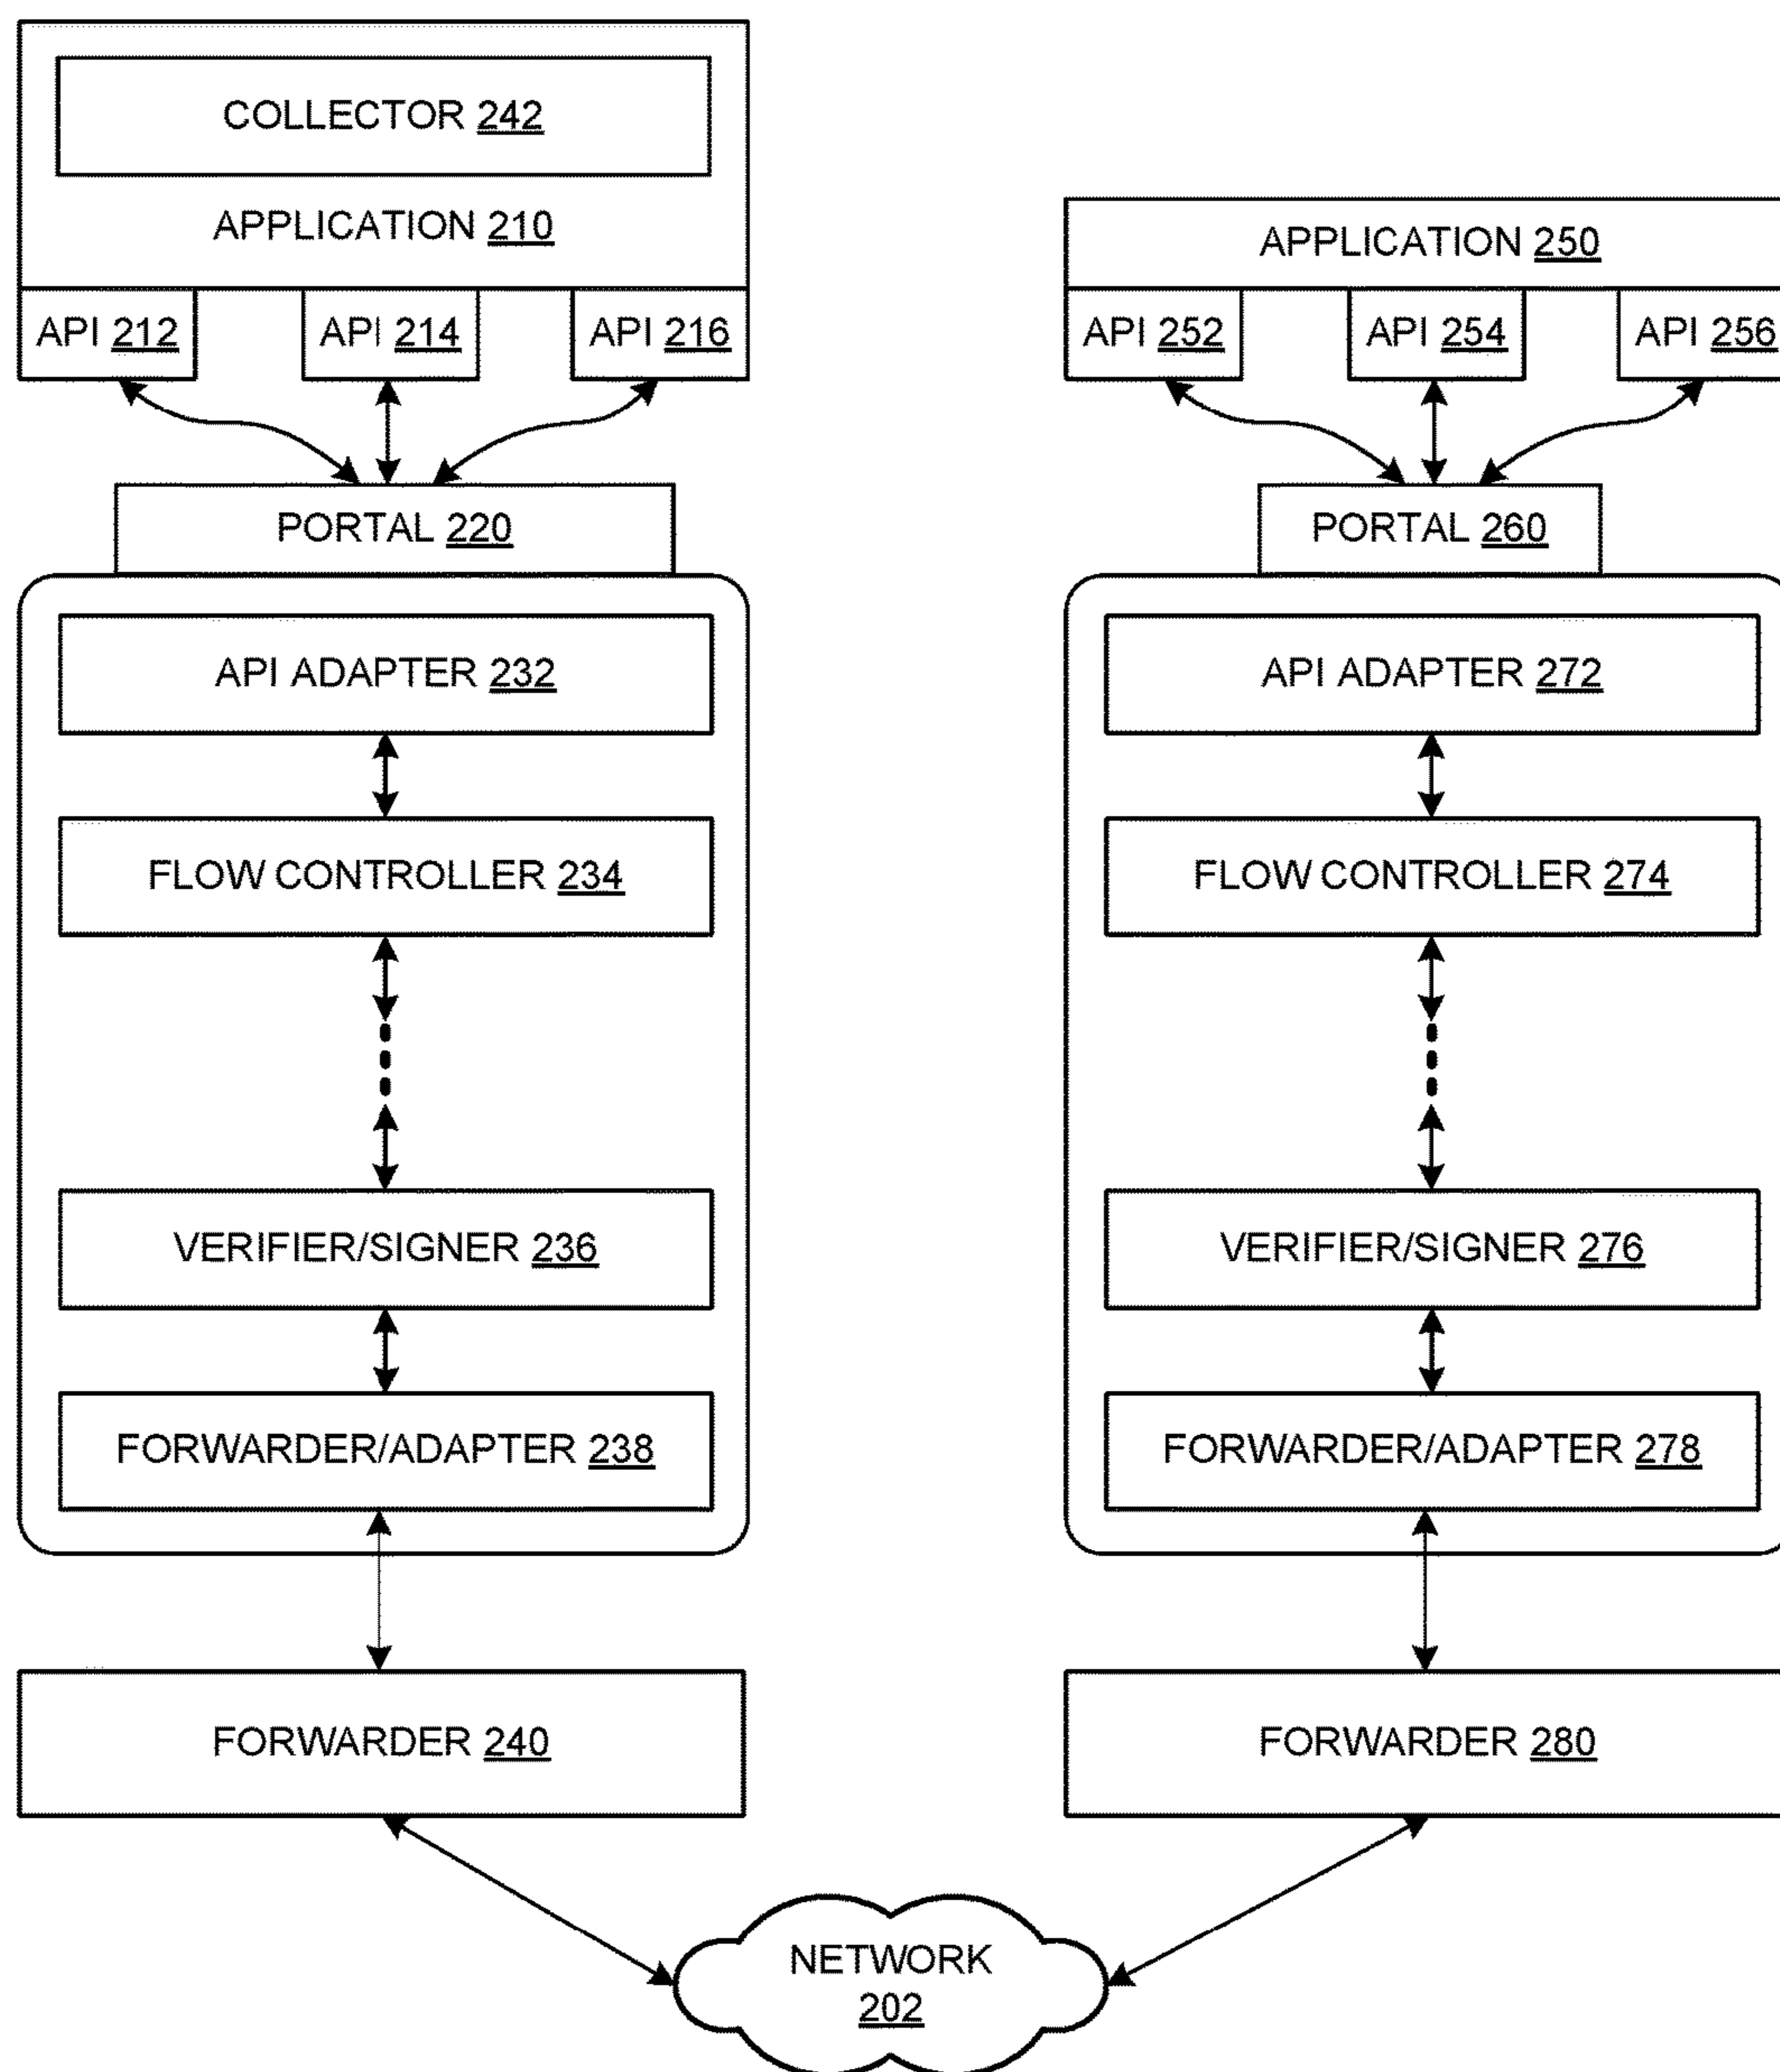 COLLECTOR 242
APPLICATION 210
API 212
API 214
API 216
PORTAL 220
API ADAPTER 232
FLOW CONTROLLER 234
VERIFIER/SIGNER 236
FORWARDER/ADAPTER 238
FORWARDER 240
APPLICATION 250
API 252
API 254
API 256
PORTAL 260
API ADAPTER 272
FLOW CONTROLLER 274
VERIFIER/SIGNER 276
FORWARDER/ADAPTER 278
FORWARDER 280
NETWORK
202